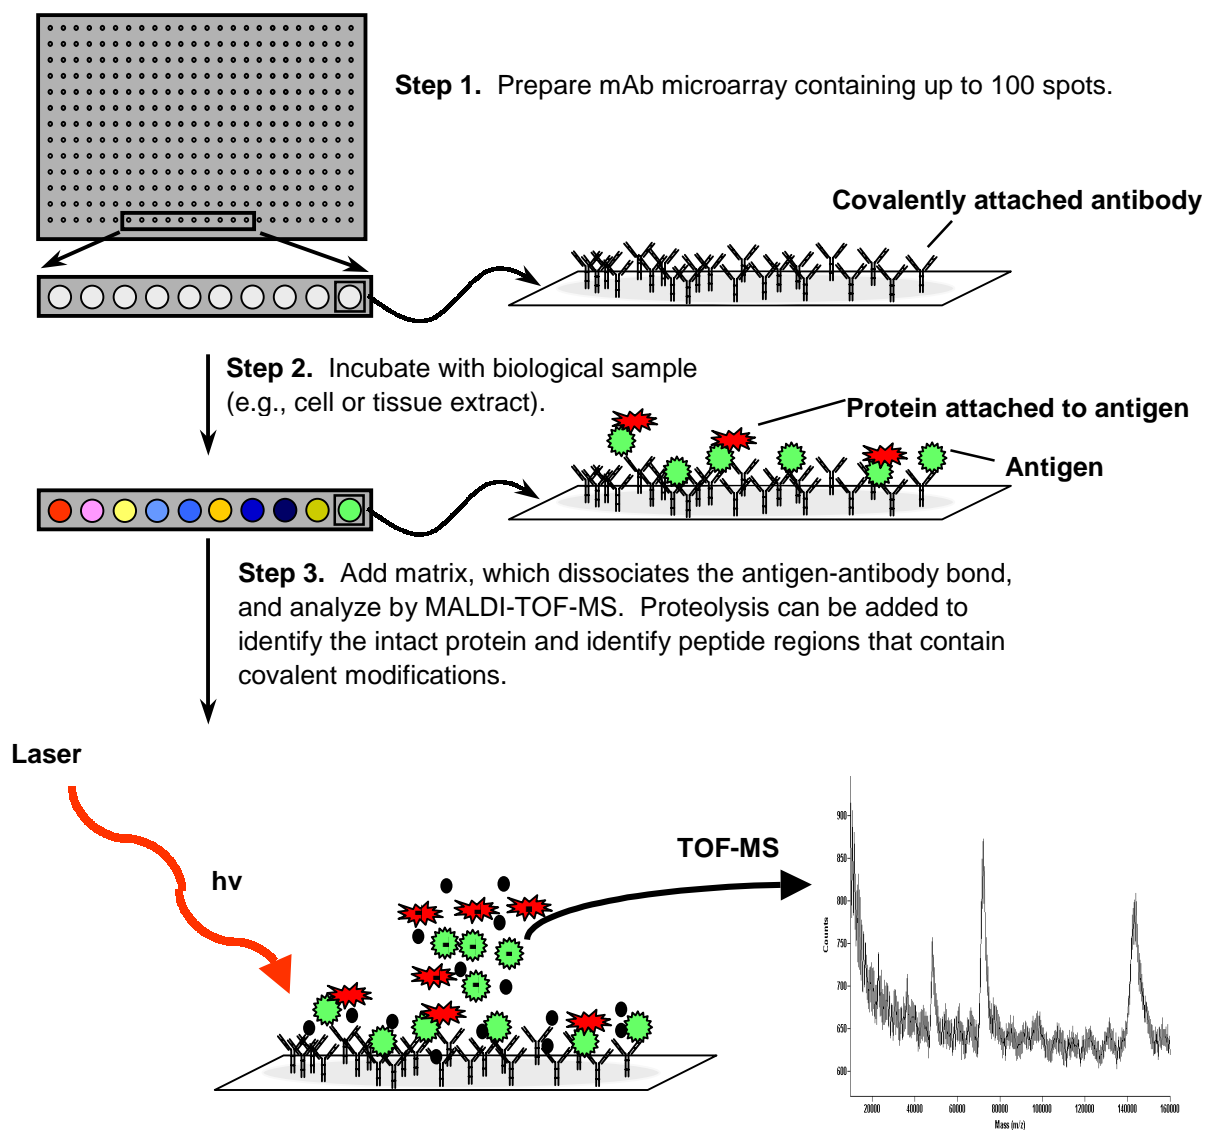 Step 1.  Prepare mAb microarray containing up to 100 spots.
Covalently attached antibody
Step 2.  Incubate with biological sample
(e.g., cell or tissue extract).
Protein attached to antigen
Antigen
Step 3.  Add matrix, which dissociates the antigen-antibody bond,
and analyze by MALDI-TOF-MS.  Proteolysis can be added to
identify the intact protein and identify peptide regions that contain
covalent modifications.
Laser
hv
TOF-MS
900
850
800
750
700
650
600
Counts
20000 40000 60000 80000 100000 120000 140000 160000
Mass (m/z)